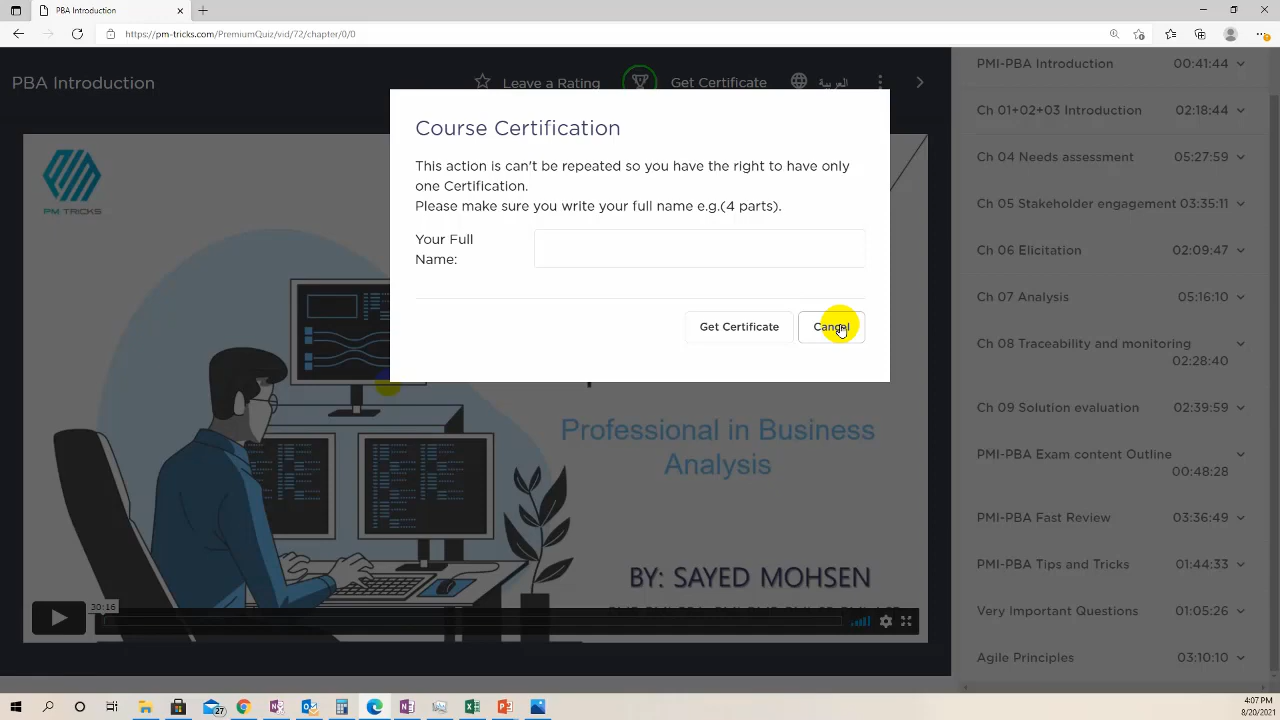 PBA Introduction
https://pm-tricks.com/PremiumQuiz/vid/72/chapter/0/0
PBA Introduction
Leave a Rating
Get Certificate
العربية
PM TRICKS
Course Certification
This action is can't be repeated so you have the right to have only
one Certification.
Please make sure you write your full name e.g.(4 parts).
Your Full
Name:
Get Certificate
Cancel
Professional in Business
Analysis
BY: SAYED MOHSEN
30:16
PMI-PBA Introduction 00:41:44
Ch 01+02+03 Introduction 02:18:44
Ch 04 Needs assessment 05:27:59
Ch 05 Stakeholder engagement 03:35:11
Ch 06 Elicitation 02:09:47
Ch 07 Analysis 05:16:10
Ch 08 Traceability and monitoring
02:28:40
Ch 09 Solution evaluation 02:39:59
PMI-PBA Exam content Outline
00:48:28
PMI-PBA Fast Review 03:36:49
PMI-PBA Tips and Tricks 01:44:33
Very Important Questions 01:05:26
Agile Principles 03:10:10
27
4:07 PM
8/20/2021